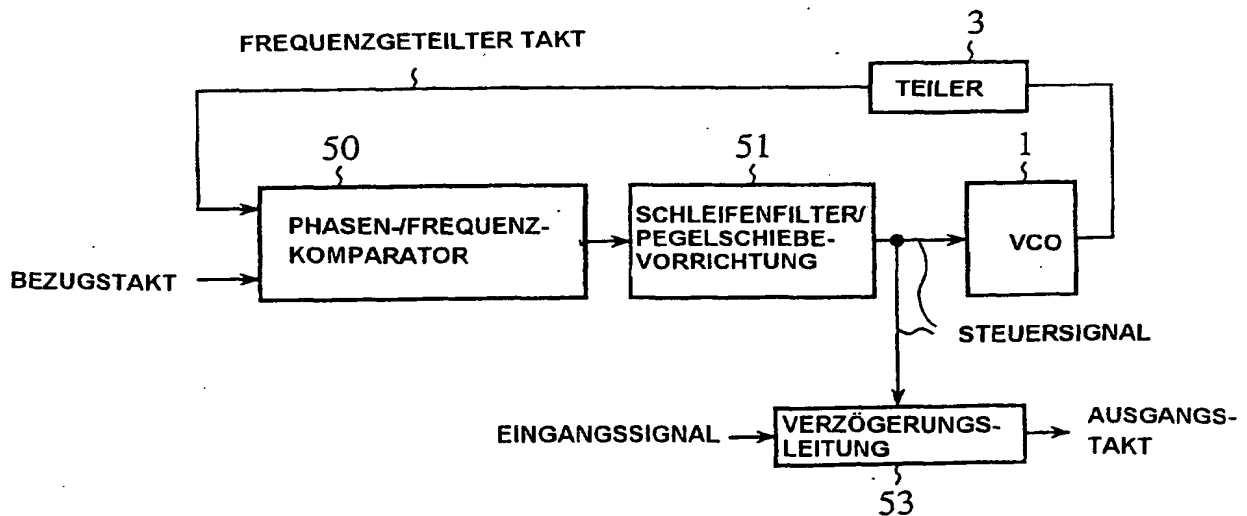 FREQUENZGETEILTER TAKT
3
TEILER
50
51
1
PHASEN-/FREQUENZ-
KOMPARATOR
SCHLEIFENFILTER/
PEGELSCHIEBE-
VORRICHTUNG
VCO
BEZUGSTAKT
STEUERSIGNAL
EINGANGSSIGNAL
VERZÖGERUNGS-
LEITUNG
AUSGANGS-
TAKT
53